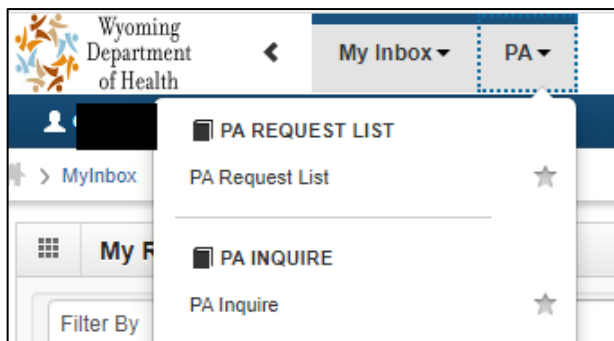 Wyoming
Department
of Health
My Inbox
PA
PA REQUEST LIST
MyInbox
PA Request List
My R
PA INQUIRE
PA Inquire
Filter By